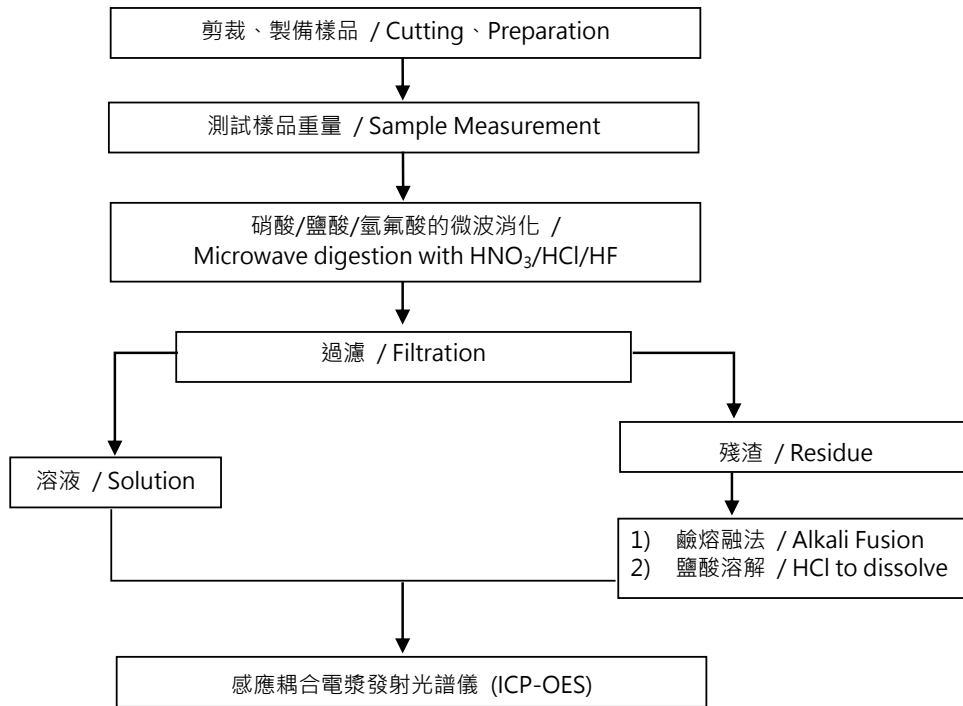 剪裁、製備樣品 / Cutting、Preparation
測試樣品重量 / Sample Measurement
硝酸/鹽酸/氫氟酸的微波消化 /
Microwave digestion with HNO₃/HCl/HF
過濾 / Filtration
溶液 / Solution
殘渣 / Residue
1) 鹼熔融法 / Alkali Fusion
2) 鹽酸溶解 / HCl to dissolve
感應耦合電漿發射光譜儀 (ICP-OES)